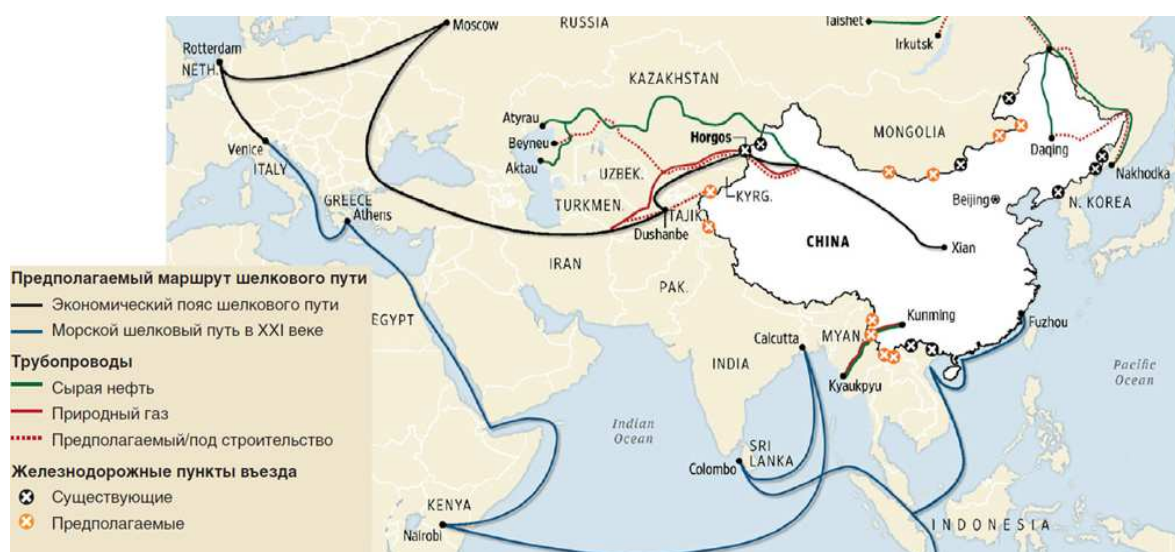 RUSSIA
Moscow
Taishet
Irkutsk
Rotterdam
NETH.
KAZAKHSTAN
Atyrau
Beyneu
Aktau
Horgos
MONGOLIA
Daqing
Nakhodka
Venice
ITALY
UZBEK.
TURKMEN.
KYRG.
TAJIK.
Dushanbe
Beijing
N. KOREA
GREECE
Athens
CHINA
Xian
IRAN
PAK.
EGYPT
Kunming
Fuzhou
Calcutta
MYAN.
INDIA
Kyaukpyu
Pacific
Ocean
Indian
Ocean
SRI
LANKA
Colombo
KENYA
Nairobi
INDONESIA
Предполагаемый маршрут шелкового пути
Экономический пояс шелкового пути
Морской шелковый путь в XXI веке
Трубопроводы
Сырая нефть
Природный газ
Предполагаемый/под строительство
Железнодорожные пункты въезда
Существующие
Предполагаемые